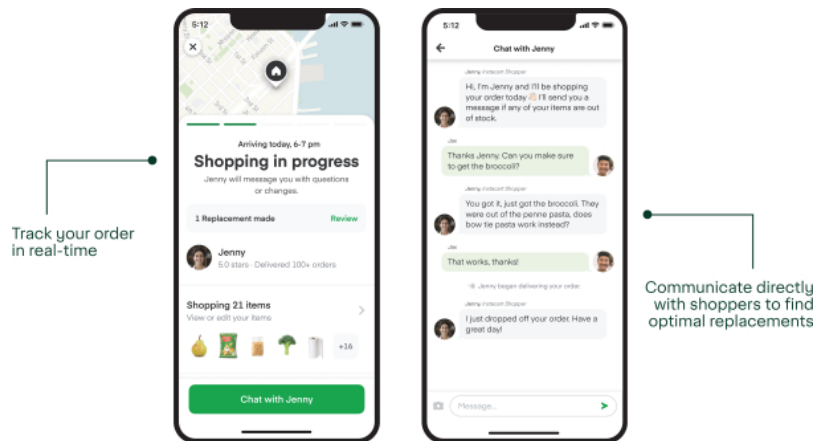 5:12
Arriving today, 6-7 pm
Shopping in progress
Jenny will message you with questions
or changes.
1 Replacement made
Review
Jenny
5.0 stars · Delivered 100+ orders
Shopping 21 items
View or edit your items
+16
Chat with Jenny
Track your order
in real-time
5:12
Chat with Jenny
Jenny Instacart Shopper
Hi, I'm Jenny and I'll be shopping
your order today 👋🏻 I'll send you a
message if any of your items are out
of stock.
Jax
Thanks Jenny. Can you make sure
to get the broccoli?
Jenny Instacart Shopper
You got it, just got the broccoli. They
were out of the penne pasta, does
bow tie pasta work instead?
Jax
That works, thanks!
Jenny began delivering your order.
Jenny Instacart Shopper
I just dropped off your order. Have a
great day!
Message...
Communicate directly
with shoppers to find
optimal replacements